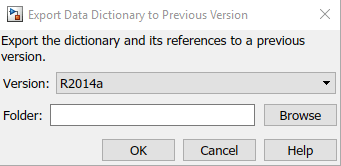 Export Data Dictionary to Previous Version
Export the dictionary and its references to a previous
version.
Version: R2014a
Folder: Browse
OK Cancel Help